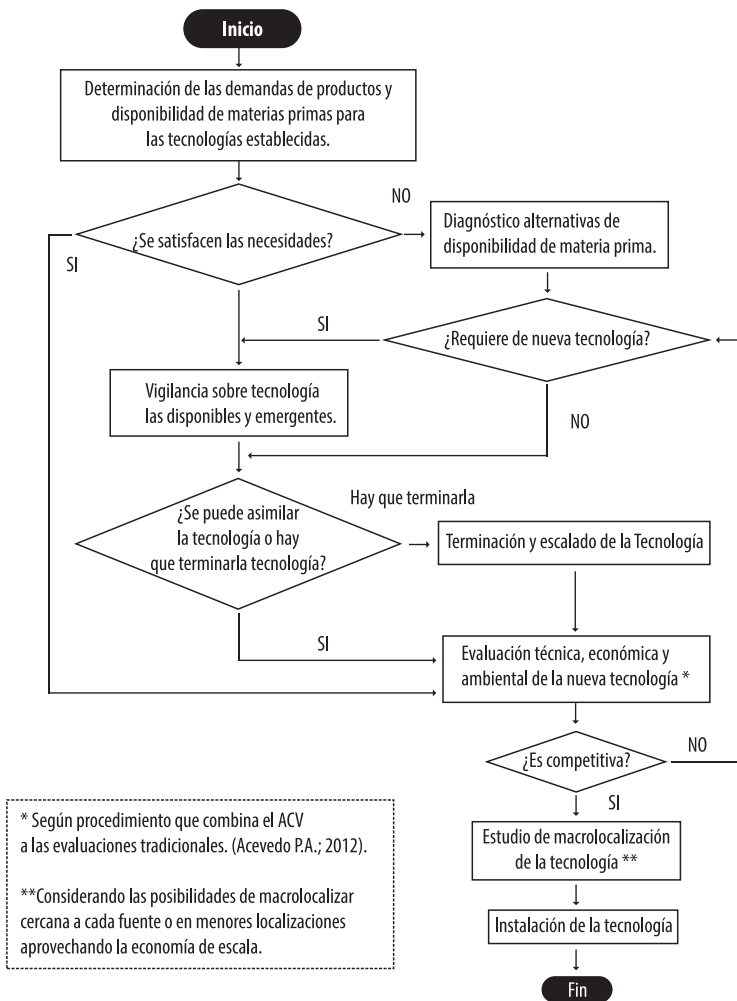 Inicio
Determinación de las demandas de productos y
disponibilidad de materias primas para
las tecnologías establecidas.
NO
¿Se satisfacen las necesidades?
Diagnóstico alternativas de
disponibilidad de materia prima.
SI
SI
¿Requiere de nueva tecnología?
Vigilancia sobre tecnología
las disponibles y emergentes.
NO
Hay que terminarla
¿Se puede asimilar
la tecnología o hay
que terminarla tecnología?
Terminación y escalado de la Tecnología
SI
Evaluación técnica, económica y
ambiental de la nueva tecnología *
¿Es competitiva?
NO
SI
* Según procedimiento que combina el ACV
a las evaluaciones tradicionales. (Acevedo P.A.; 2012).
**Considerando las posibilidades de macrolocalizar
cercana a cada fuente o en menores localizaciones
aprovechando la economía de escala.
Estudio de macrolocalización
de la tecnología **
Instalación de la tecnología
Fin